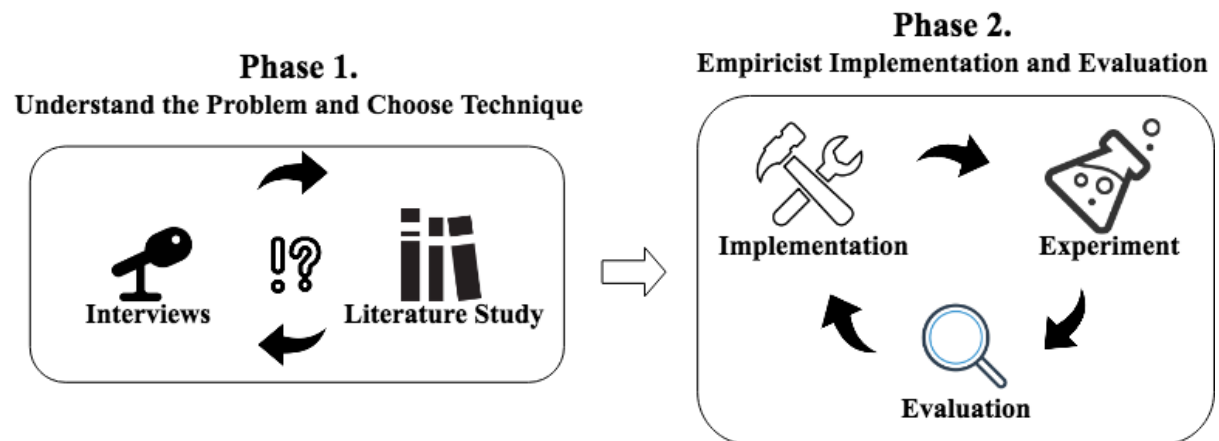 Phase 1.
Understand the Problem and Choose Technique
Interviews
!?
Literature Study
Phase 2.
Empiricist Implementation and Evaluation
Implementation
Experiment
Evaluation